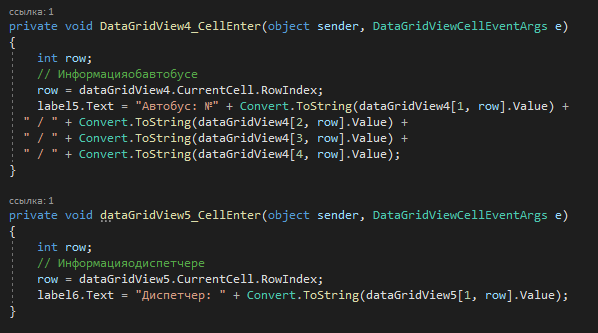 ссылка: 1
private void DataGridView4_CellEnter(object sender, DataGridViewCellEventArgs e)
{
int row;
// Информацияобавтобусе
row = dataGridView4.CurrentCell.RowIndex;
label5.Text = "Автобус: №" + Convert.ToString(dataGridView4[1, row].Value) +
" / " + Convert.ToString(dataGridView4[2, row].Value) +
" / " + Convert.ToString(dataGridView4[3, row].Value) +
" / " + Convert.ToString(dataGridView4[4, row].Value);
}
ссылка: 1
private void dataGridView5_CellEnter(object sender, DataGridViewCellEventArgs e)
{
int row;
// Информацияодиспетчере
row = dataGridView5.CurrentCell.RowIndex;
label6.Text = "Диспетчер: " + Convert.ToString(dataGridView5[1, row].Value);
}